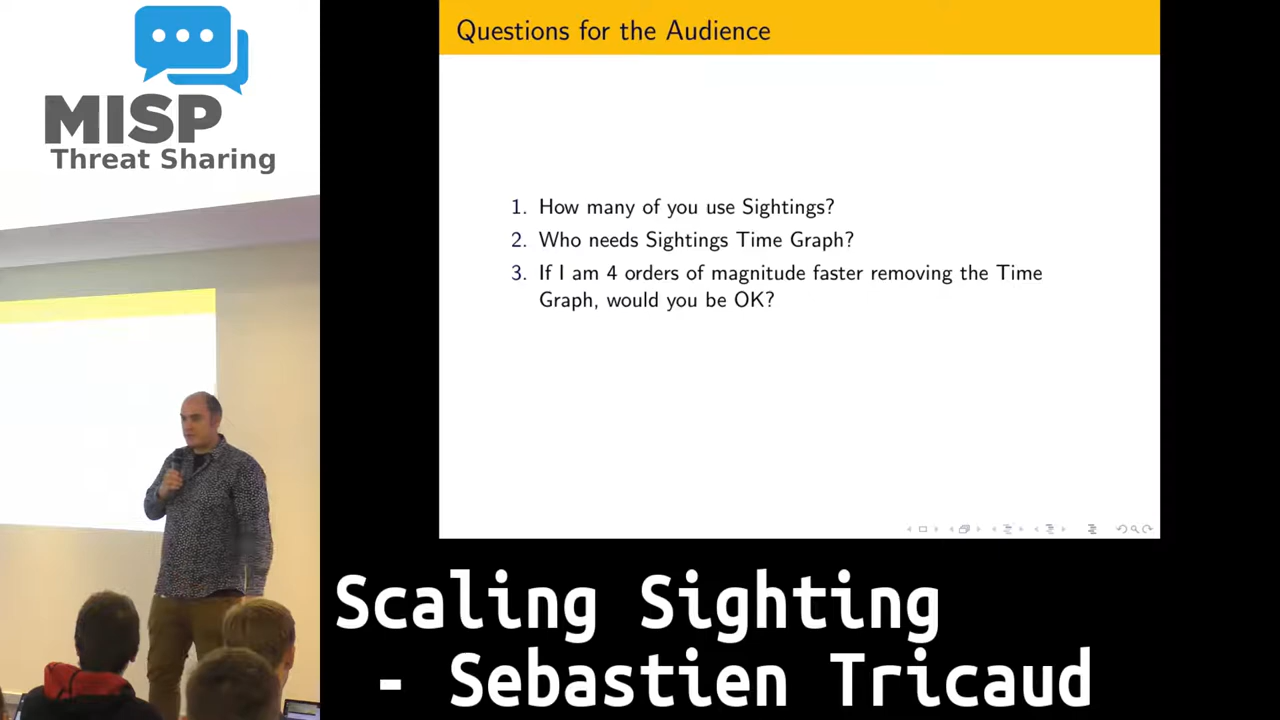 MISP
Threat Sharing
Questions for the Audience
1. How many of you use Sightings?
2. Who needs Sightings Time Graph?
3. If I am 4 orders of magnitude faster removing the Time
Graph, would you be OK?
Scaling Sighting
- Sebastien Tricaud